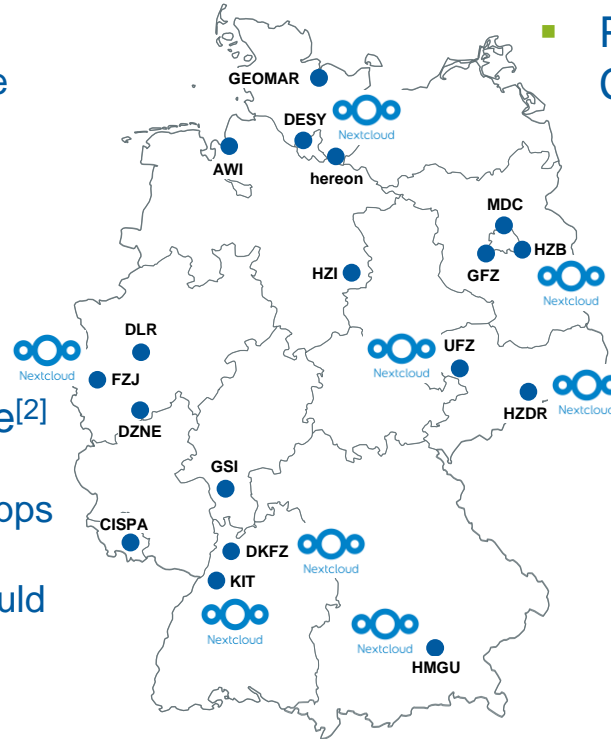 e
GEOMAR
DESY
Nextcloud
AWI
hereon
MDC
HZB
GFZ
HZI
Nextcloud
DLR
UFZ
Nextcloud
Nextcloud
FZJ
HZDR
Nextcloud
DZNE
e[2]
GSI
ops
CISPA
DKFZ
Nextcloud
KIT
uld
Nextcloud
Nextcloud
HMGU